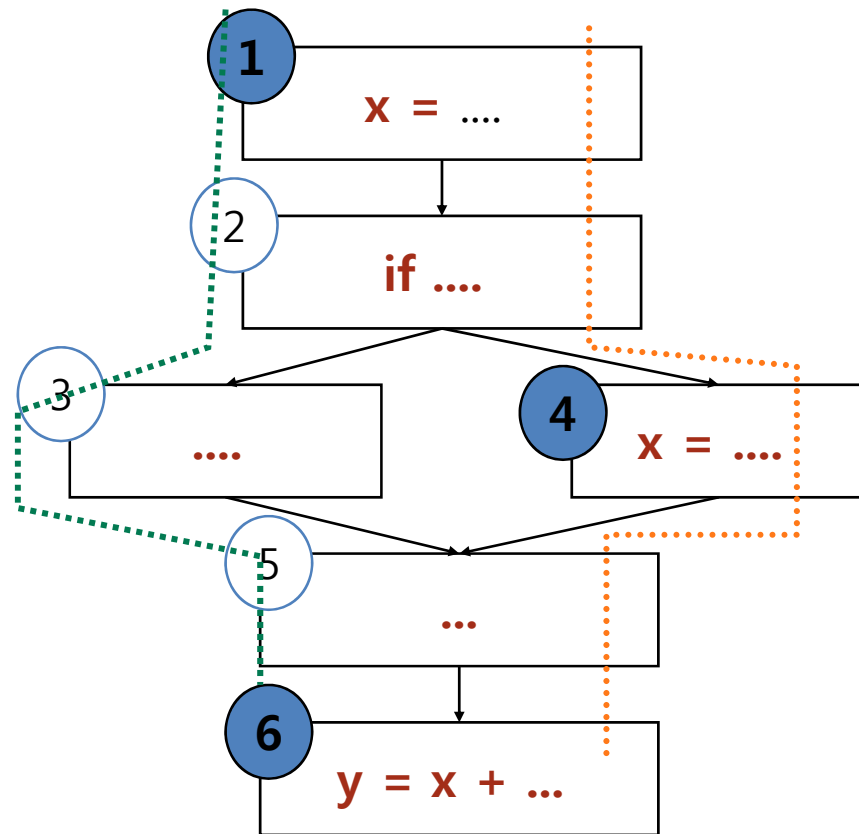 1
x = ....
2
if ....
3
....
4
x = ....
5
...
6
y = x + ...